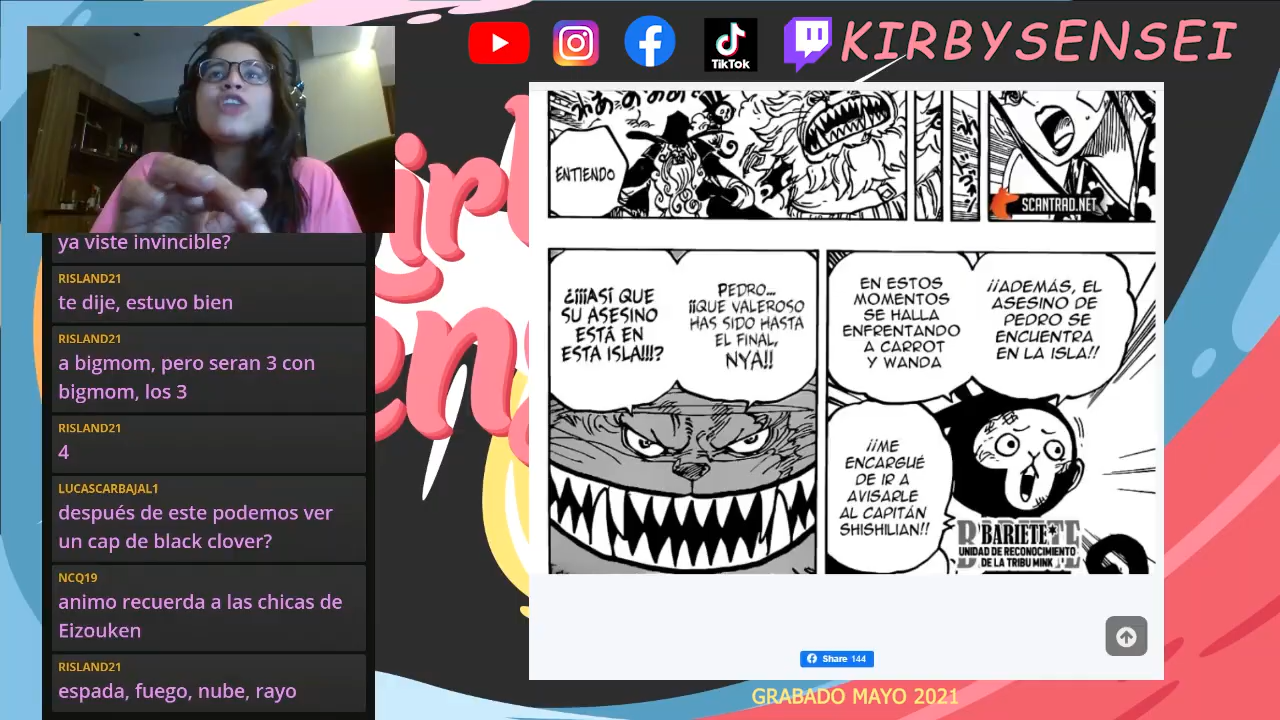 KIRBYSENSEI
TikTok
ya viste invincible?
RISLAND21
te dije, estuvo bien
RISLAND21
a bigmom, pero seran 3 con
bigmom, los 3
RISLAND21
4
LUCASCARBAJAL1
después de este podemos ver
un cap de black clover?
NCQ19
animo recuerda a las chicas de
Eizouken
RISLAND21
espada, fuego, nube, rayo
ENTIENDO
SCANTRAD.NET
¿¡¡¡ASÍ QUE
SU ASESINO
ESTÁ EN
ESTA ISLA!!!?
PEDRO...
¡¡QUE VALEROSO
HAS SIDO HASTA
EL FINAL,
NYA!!
EN ESTOS
MOMENTOS
SE HALLA
ENFRENTANDO
A CARROT
Y WANDA
¡¡ADEMÁS, EL
ASESINO DE
PEDRO SE
ENCUENTRA
EN LA ISLA!!
¡¡ME
ENCARGUÉ
DE IR A
AVISARLE
AL CAPITÁN
SHISHILIAN!!
BARIETE*
UNIDAD DE RECONOCIMIENTO
DE LA TRIBU MINK
Share 144
GRABADO MAYO 2021